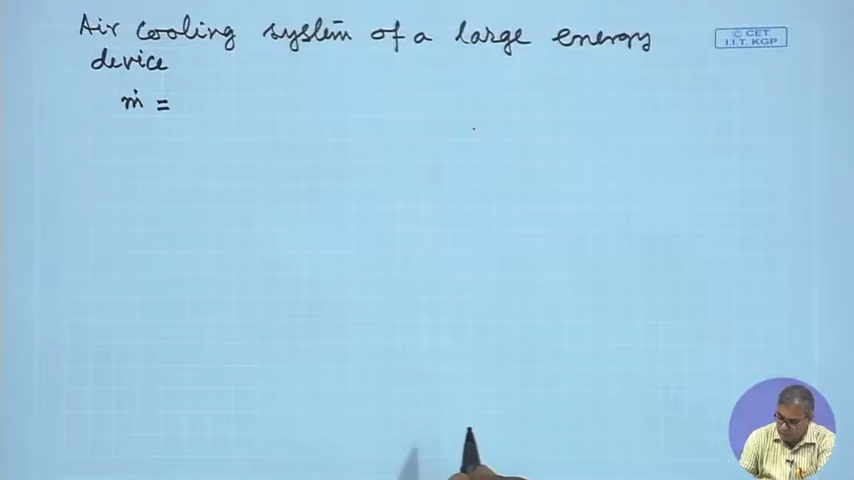 Air cooling system of a large energy
device
ṁ =
© CET
I.I.T. KGP